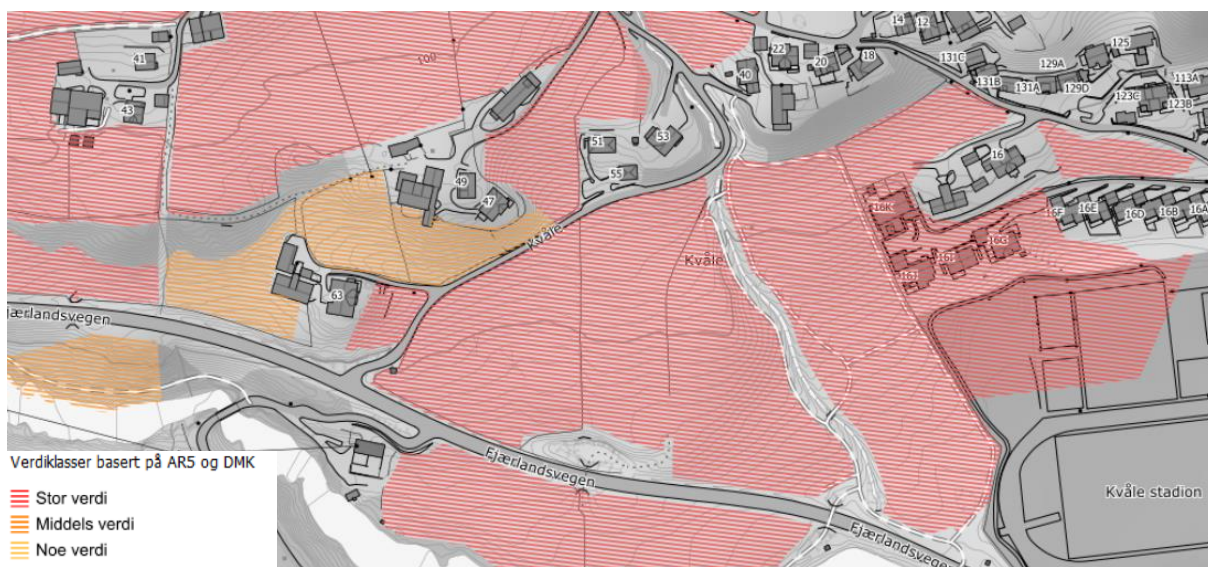 41
43
100
51
53
55
49
47
Kvåle
63
40
22
20
18
14
12
131C
131B
131A
129A
129D
125
123C
123B
113A
16
16K
16F
16E
16D
16B
16A
16G
16I
Kvåle
Fjærlandsvegen
Fjærlandsvegen
Kvåle stadion
Verdiklasser basert på AR5 og DMK
Stor verdi
Middels verdi
Noe verdi